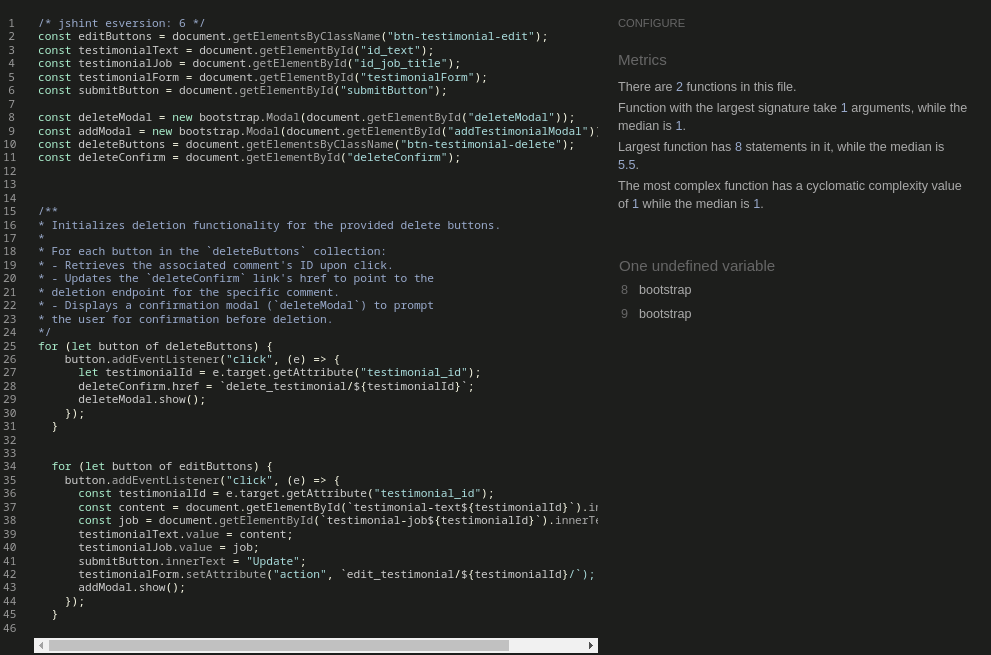 1 /* jshint esversion: 6 */
2 const editButtons = document.getElementsByClassName("btn-testimonial-edit");
3 const testimonialText = document.getElementById("id_text");
4 const testimonialJob = document.getElementById("id_job_title");
5 const testimonialForm = document.getElementById("testimonialForm");
6 const submitButton = document.getElementById("submitButton");
7
8 const deleteModal = new bootstrap.Modal(document.getElementById("deleteModal"));
9 const addModal = new bootstrap.Modal(document.getElementById("addTestimonialModal")
10 const deleteButtons = document.getElementsByClassName("btn-testimonial-delete");
11 const deleteConfirm = document.getElementById("deleteConfirm");
12
13
14
15 /**
16 * Initializes deletion functionality for the provided delete buttons.
17 *
18 * For each button in the `deleteButtons` collection:
19 * - Retrieves the associated comment's ID upon click.
20 * - Updates the `deleteConfirm` link's href to point to the
21 * deletion endpoint for the specific comment.
22 * - Displays a confirmation modal (`deleteModal`) to prompt
23 * the user for confirmation before deletion.
24 */
25 for (let button of deleteButtons) {
26 button.addEventListener("click", (e) => {
27 let testimonialId = e.target.getAttribute("testimonial_id");
28 deleteConfirm.href = `delete_testimonial/${testimonialId}`;
29 deleteModal.show();
30 });
31 }
32
33
34 for (let button of editButtons) {
35 button.addEventListener("click", (e) => {
36 const testimonialId = e.target.getAttribute("testimonial_id");
37 const content = document.getElementById(`testimonial-text${testimonialId}`).in
38 const job = document.getElementById(`testimonial-job${testimonialId}`).innerTe
39 testimonialText.value = content;
40 testimonialJob.value = job;
41 submitButton.innerText = "Update";
42 testimonialForm.setAttribute("action", `edit_testimonial/${testimonialId}/`);
43 addModal.show();
44 });
45 }
46
CONFIGURE
Metrics
There are 2 functions in this file.
Function with the largest signature take 1 arguments, while the
median is 1.
Largest function has 8 statements in it, while the median is
5.5.
The most complex function has a cyclomatic complexity value
of 1 while the median is 1.
One undefined variable
8 bootstrap
9 bootstrap